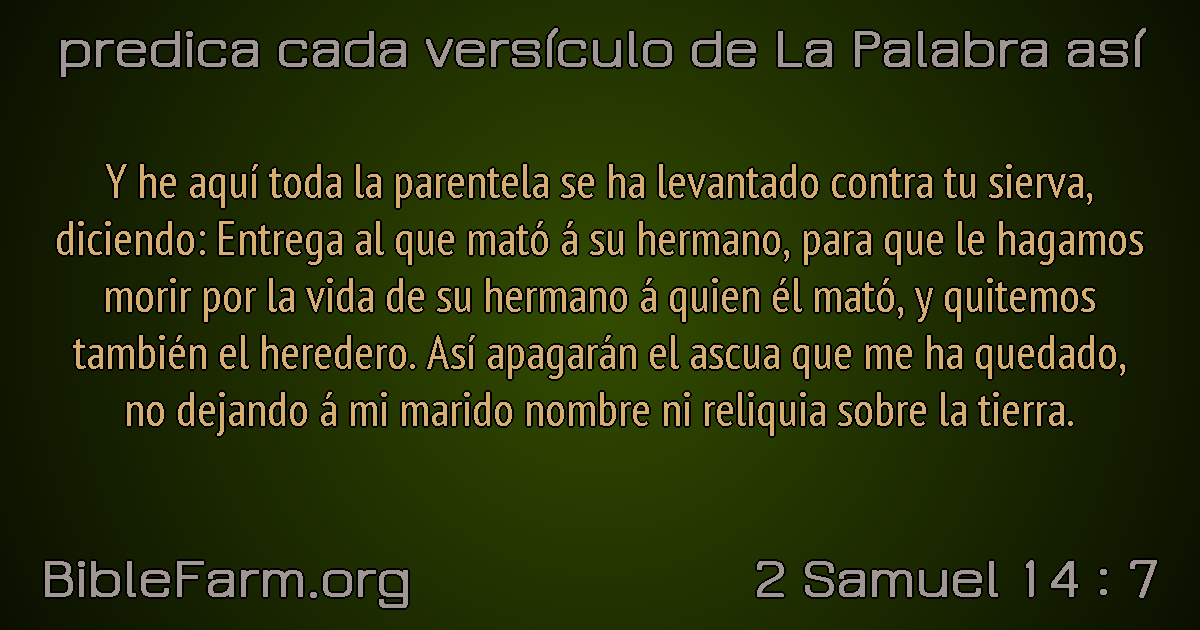 predica cada versículo de La Palabra así
Y he aquí toda la parentela se ha levantado contra tu sierva,
diciendo: Entrega al que mató á su hermano, para que le hagamos
morir por la vida de su hermano á quien él mató, y quitemos
también el heredero. Así apagarán el ascua que me ha quedado,
no dejando á mi marido nombre ni reliquia sobre la tierra.
BibleFarm.org
2 Samuel 14 : 7